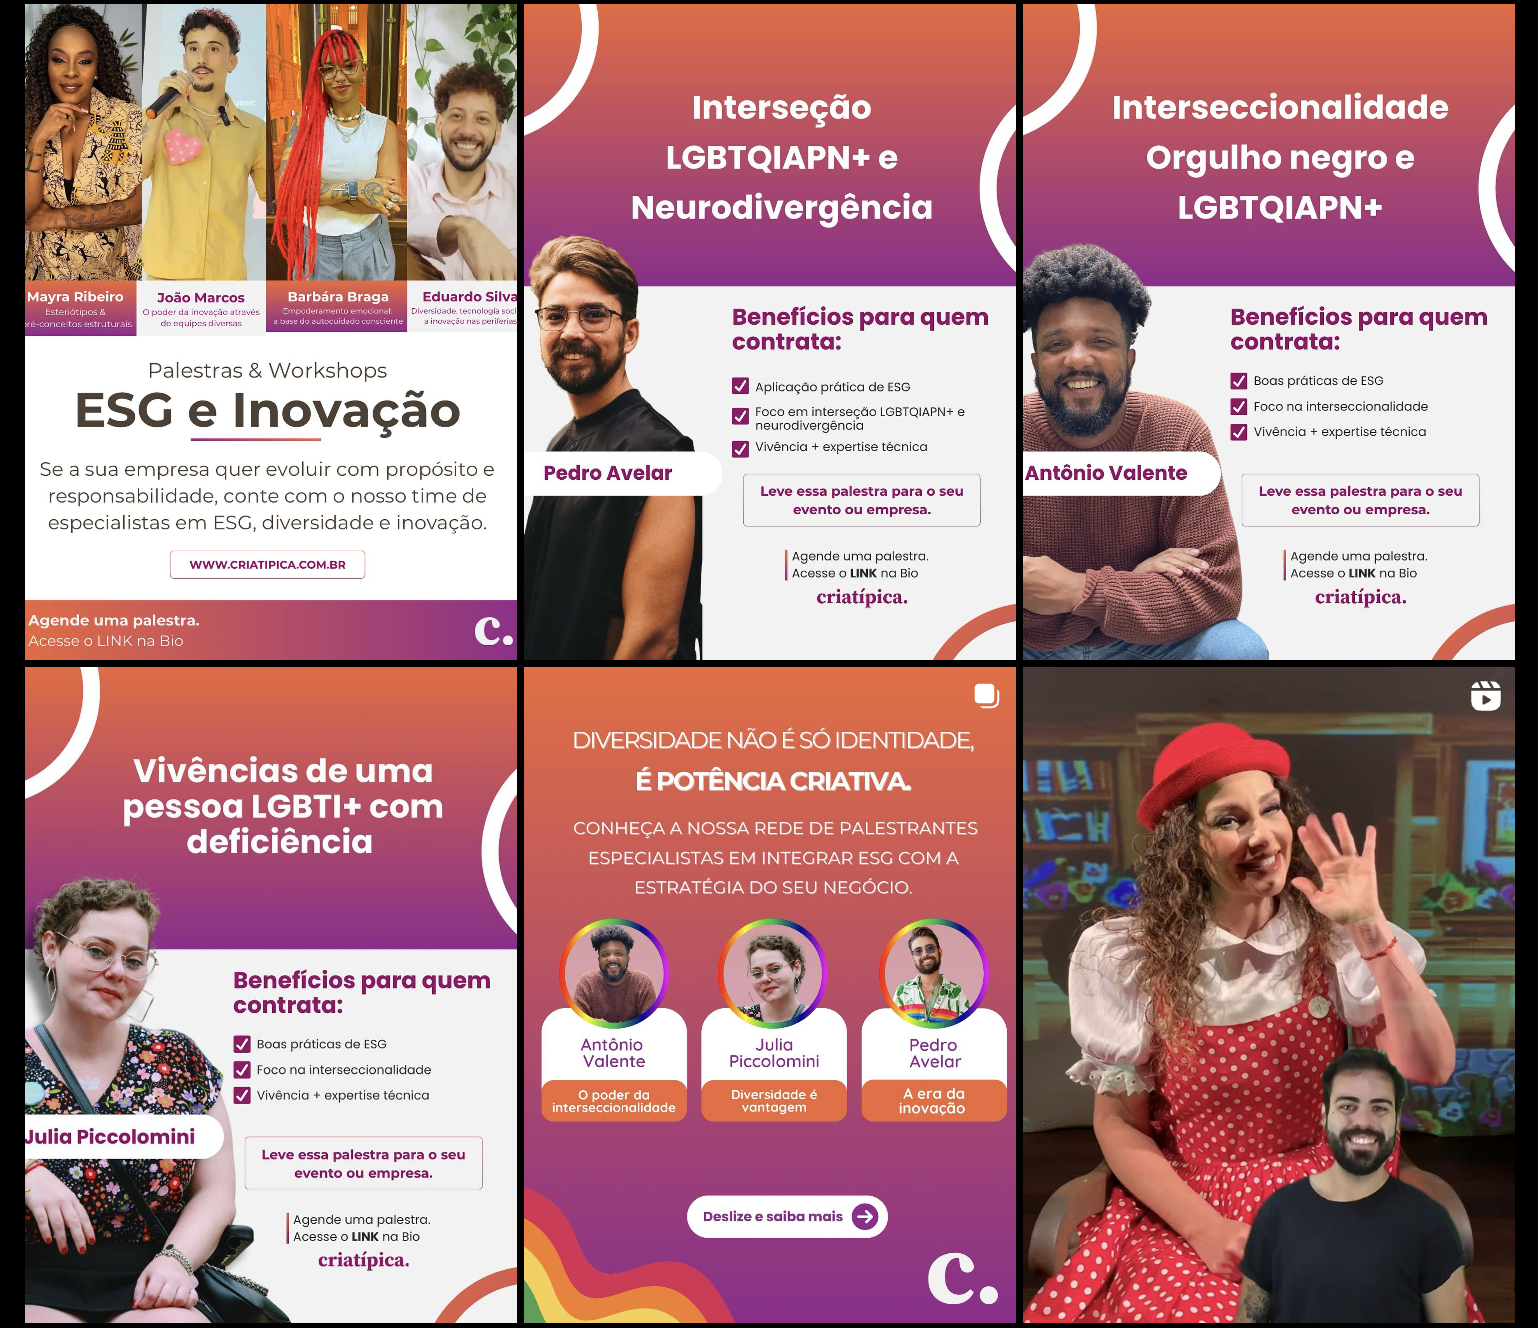 Mayra Ribeiro
Esteriótipos &
pré-conceitos estruturais
João Marcos
O poder da inovação através
de equipes diversas
Barbára Braga
Empoderamento emocional:
a base do autocuidado consciente
Eduardo Silva
Diversidade, tecnologia soci
a inovação nas periferias
Palestras & Workshops
ESG e Inovação
Se a sua empresa quer evoluir com propósito e
responsabilidade, conte com o nosso time de
especialistas em ESG, diversidade e inovação.
WWW.CRIATIPICA.COM.BR
Agende uma palestra.
Acesse o LINK na Bio
c.
Interseção
LGBTQIAPN+ e
Neurodivergência
Benefícios para quem
contrata:
Aplicação prática de ESG
Foco em interseção LGBTQIAPN+ e
neurodivergência
Vivência + expertise técnica
Pedro Avelar
Leve essa palestra para o seu
evento ou empresa.
Agende uma palestra.
Acesse o LINK na Bio
criatípica.
Interseccionalidade
Orgulho negro e
LGBTQIAPN+
Benefícios para quem
contrata:
Boas práticas de ESG
Foco na interseccionalidade
Vivência + expertise técnica
Antônio Valente
Leve essa palestra para o seu
evento ou empresa.
Agende uma palestra.
Acesse o LINK na Bio
criatípica.
Vivências de uma
pessoa LGBTI+ com
deficiência
Benefícios para quem
contrata:
Boas práticas de ESG
Foco na interseccionalidade
Vivência + expertise técnica
Julia Piccolomini
Leve essa palestra para o seu
evento ou empresa.
Agende uma palestra.
Acesse o LINK na Bio
criatípica.
DIVERSIDADE NÃO É SÓ IDENTIDADE,
É POTÊNCIA CRIATIVA.
CONHEÇA A NOSSA REDE DE PALESTRANTES
ESPECIALISTAS EM INTEGRAR ESG COM A
ESTRATÉGIA DO SEU NEGÓCIO.
Antônio
Valente
O poder da
interseccionalidade
Julia
Piccolomini
Diversidade é
vantagem
Pedro
Avelar
A era da
inovação
Deslize e saiba mais
c.